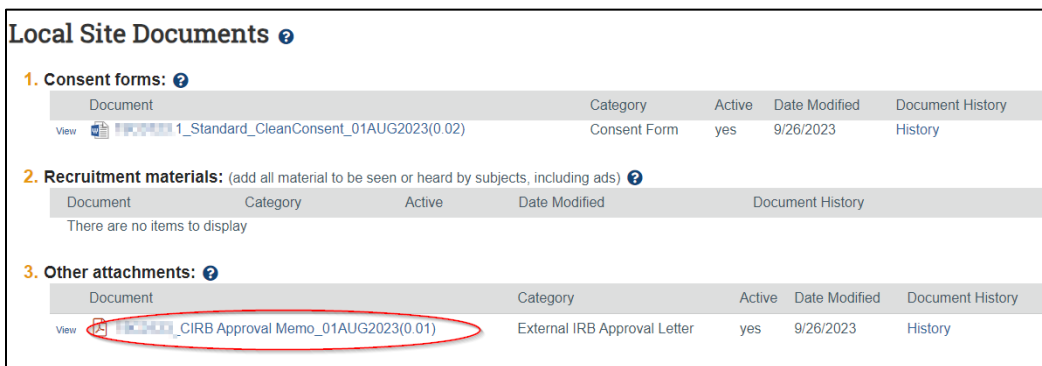 Local Site Documents ?
1. Consent forms: ?
Document Category Active Date Modified Document History
View 1_Standard_CleanConsent_01AUG2023(0.02) Consent Form yes 9/26/2023 History
2. Recruitment materials: (add all material to be seen or heard by subjects, including ads) ?
Document Category Active Date Modified Document History
There are no items to display
3. Other attachments: ?
Document Category Active Date Modified Document History
View _CIRB Approval Memo_01AUG2023(0.01) External IRB Approval Letter yes 9/26/2023 History